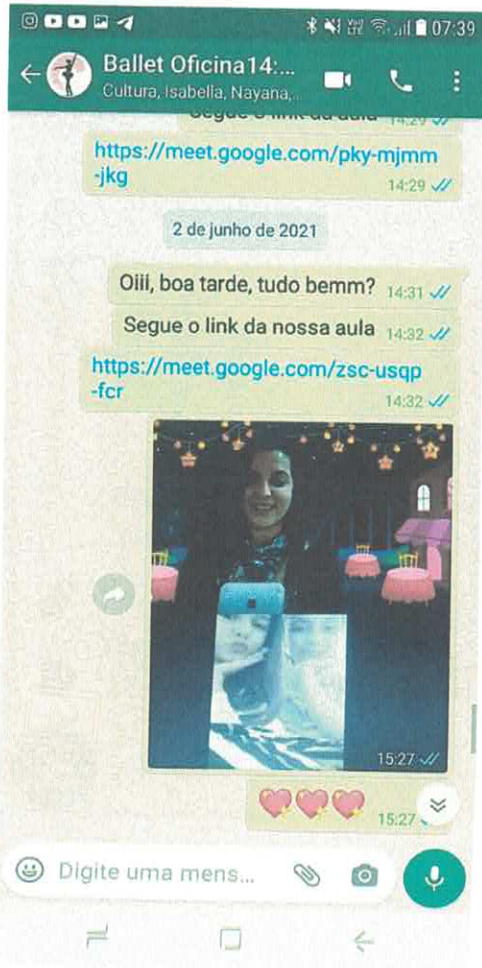 07:39
Ballet Oficina14:...
Cultura, Isabella, Nayana,...
14:29
https://meet.google.com/pky-mjmm
-jkg
14:29
2 de junho de 2021
Oiii, boa tarde, tudo bemm? 14:31
Segue o link da nossa aula 14:32
https://meet.google.com/zsc-usqp
-fcr
14:32
15:27
15:27
Digite uma mens...